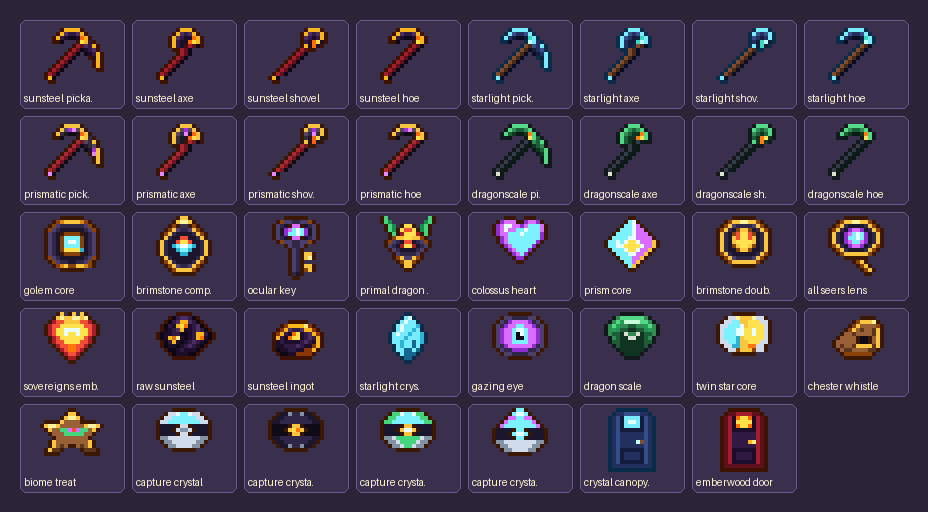 sunsteel picka.
sunsteel axe
sunsteel shovel
sunsteel hoe
starlight pick.
starlight axe
starlight shov.
starlight hoe
prismatic pick.
prismatic axe
prismatic shov.
prismatic hoe
dragonscale pi.
dragonscale axe
dragonscale sh.
dragonscale hoe
golem core
brimstone comp.
ocular key
primal dragon .
colossus heart
prism core
brimstone doub.
all seers lens
sovereigns emb.
raw sunsteel
sunsteel ingot
starlight crys.
gazing eye
dragon scale
twin star core
chester whistle
biome treat
capture crystal
capture crysta.
capture crysta.
capture crysta.
crystal canopy.
emberwood door